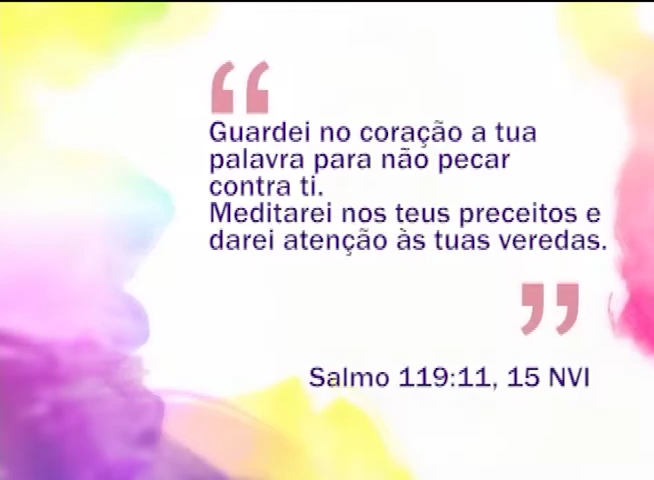 “
Guardei no coração a tua
palavra para não pecar
contra ti.
Meditarei nos teus preceitos e
darei atenção às tuas veredas.
”
Salmo 119:11, 15 NVI